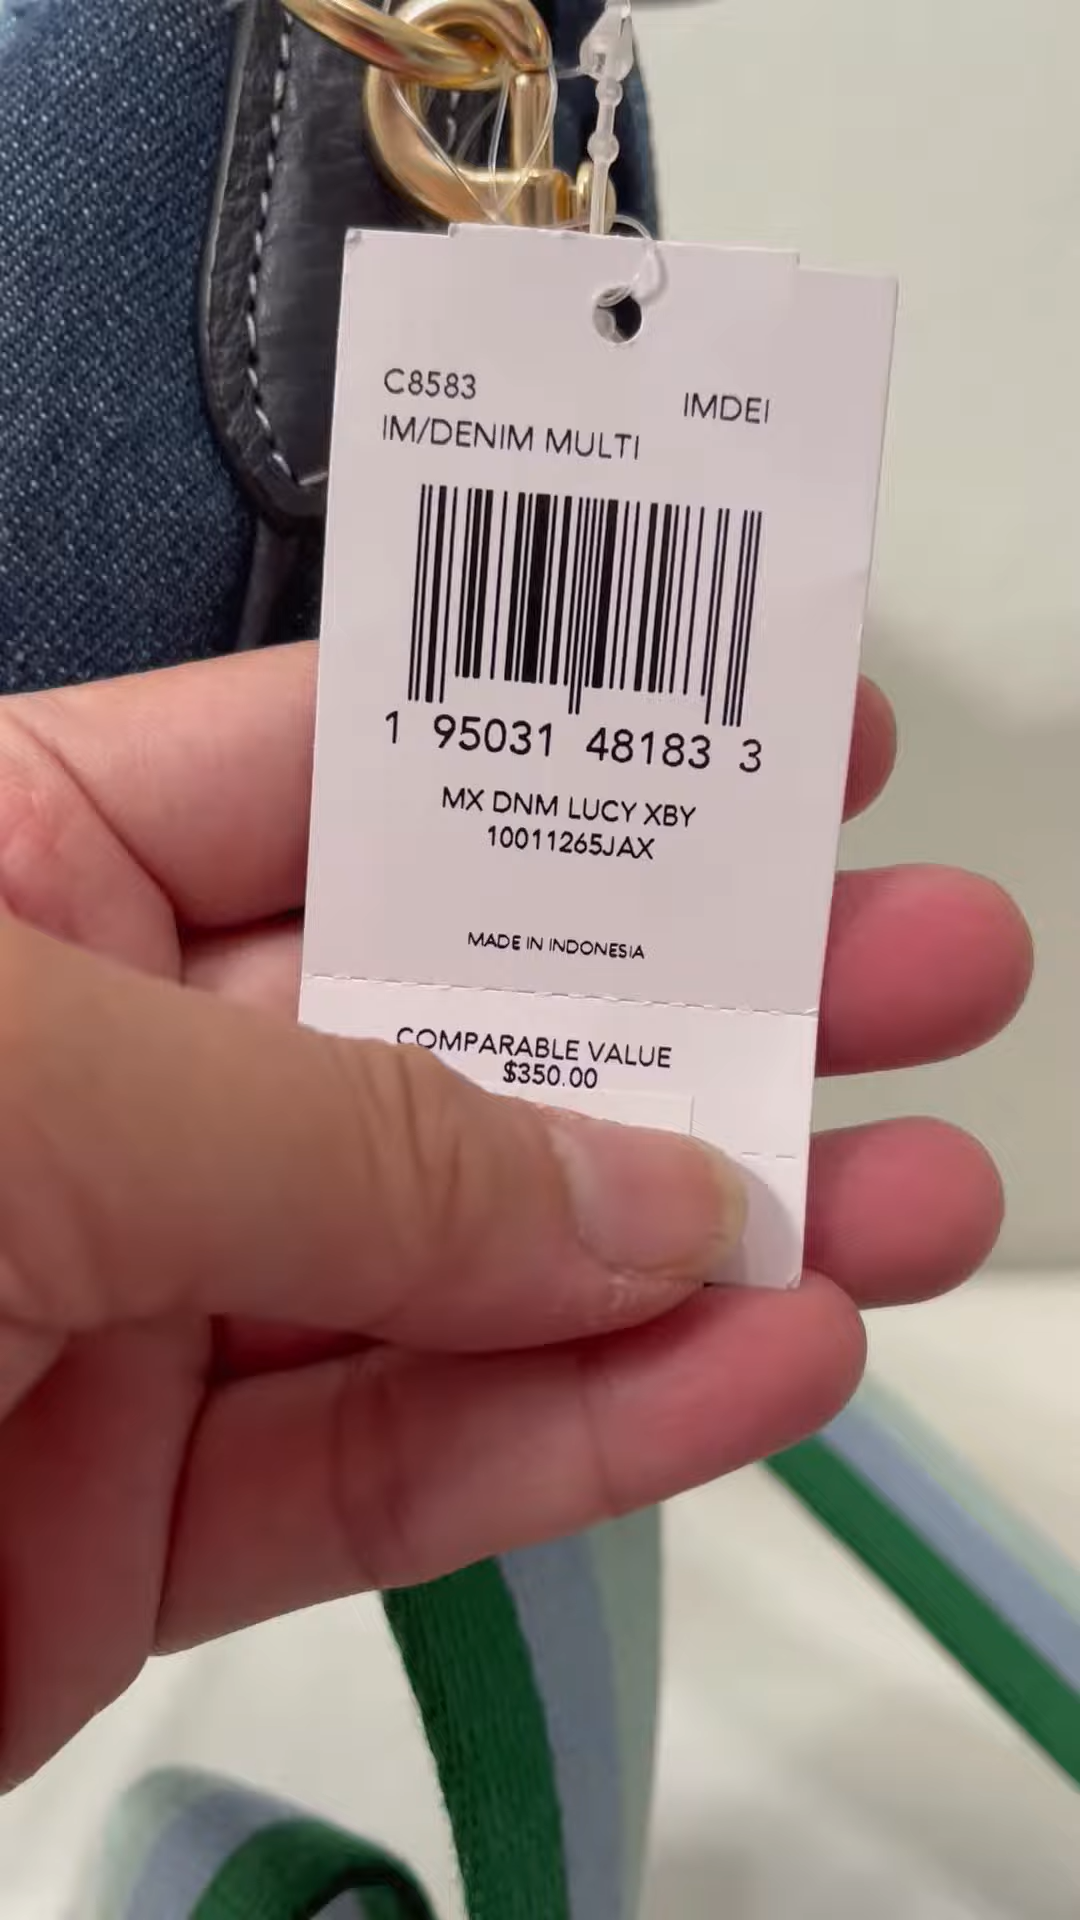 C8583
IMDEI
IM/DENIM MULTI
1 95031 48183 3
MX DNM LUCY XBY
10011265JAX
MADE IN INDONESIA
COMPARABLE VALUE
$350.00